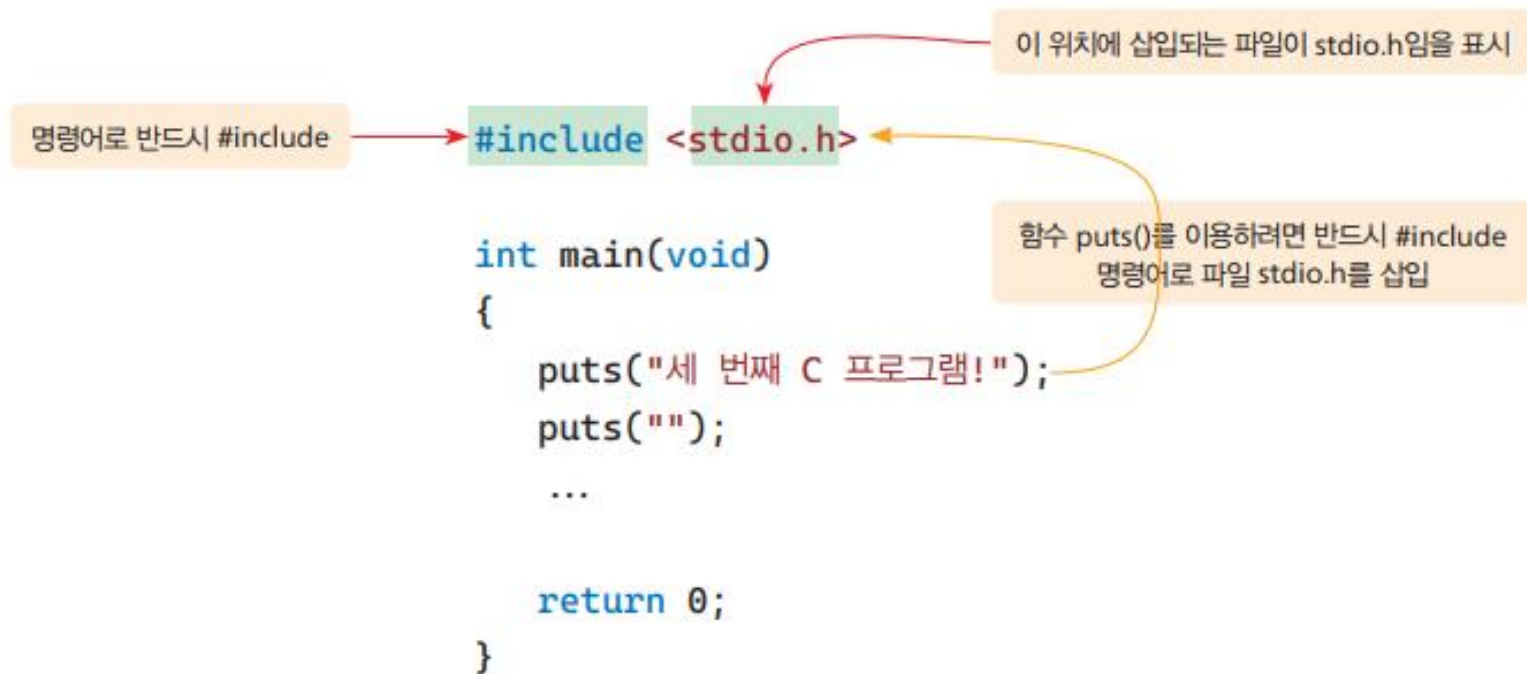 이 위치에 삽입되는 파일이 stdio.h임을 표시
명령어로 반드시 #include
#include <stdio.h>
int main(void)
함수 puts()를 이용하려면 반드시 #include
명령어로 파일 stdio.h를 삽입
{
puts("세 번째 C 프로그램!");
puts("");
...
return 0;
}